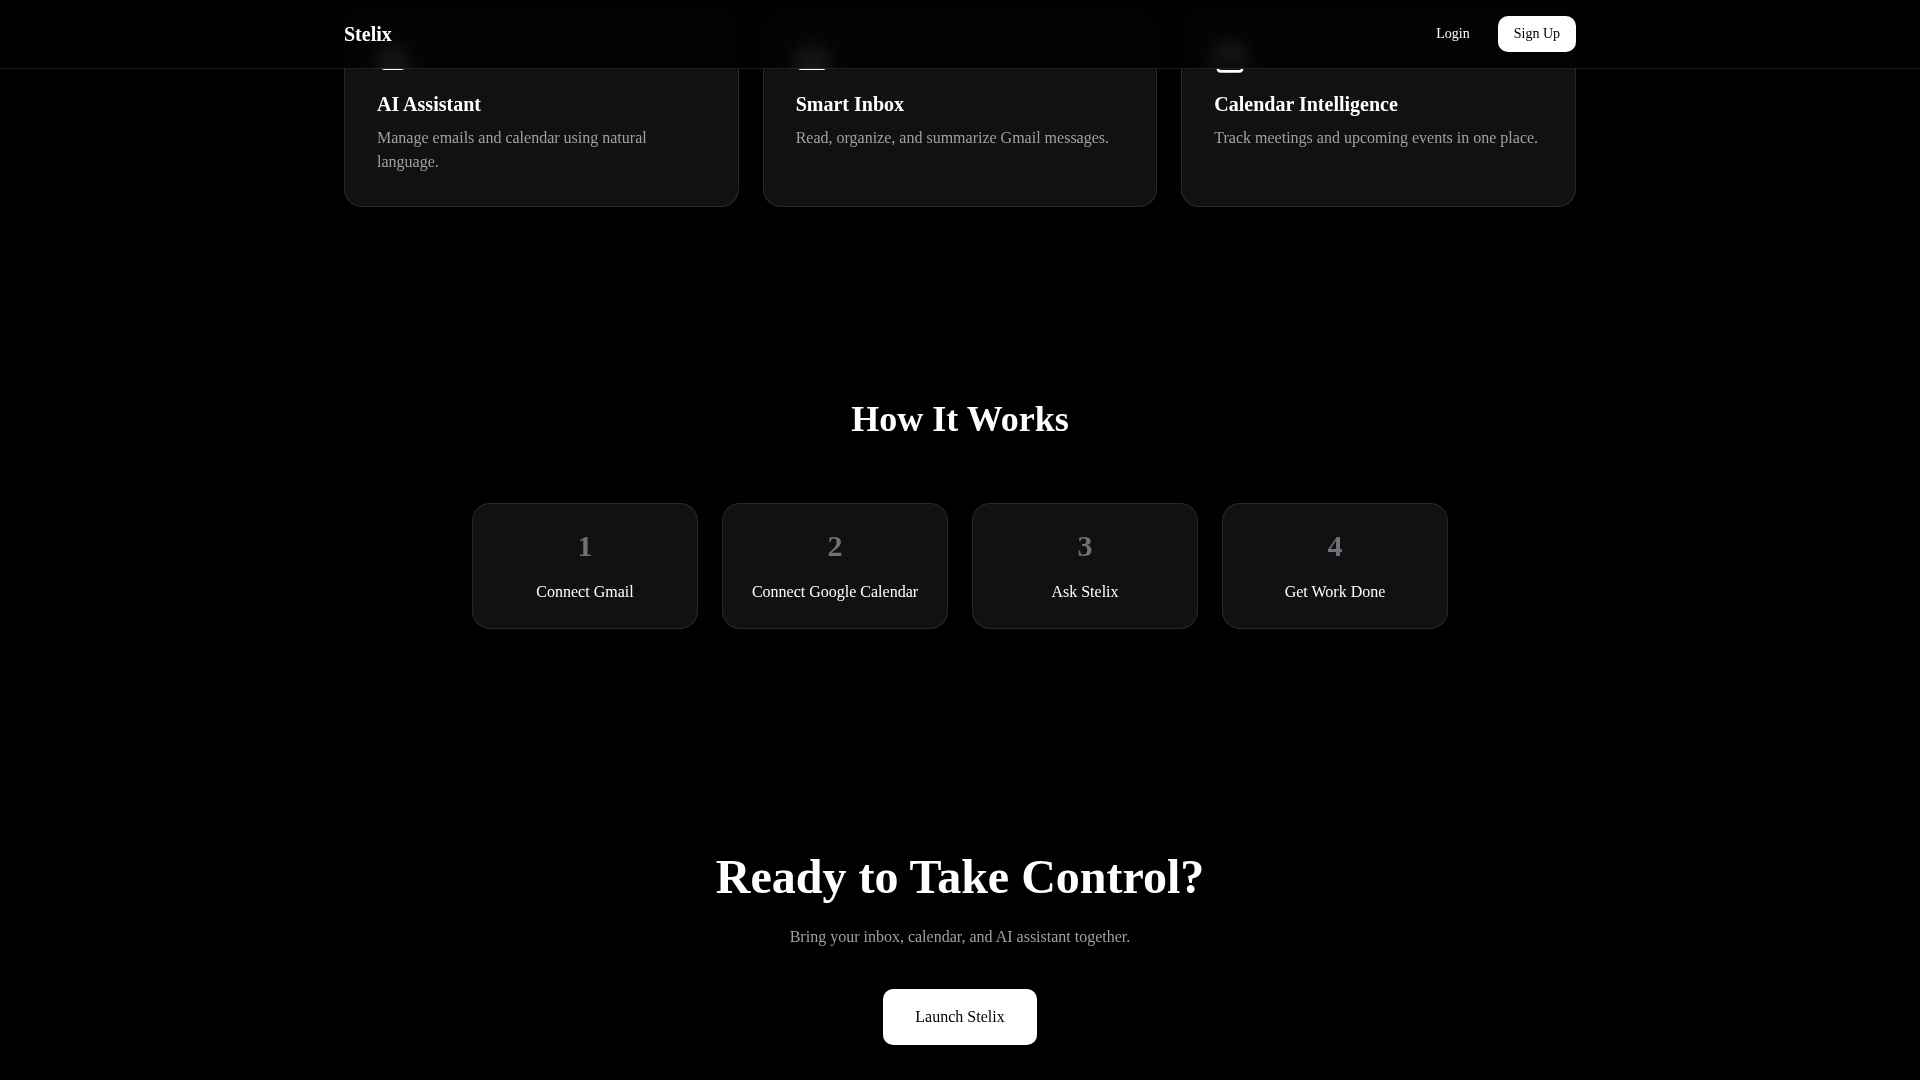 Stelix
Login
Sign Up
AI Assistant
Manage emails and calendar using natural
language.
Smart Inbox
Read, organize, and summarize Gmail messages.
Calendar Intelligence
Track meetings and upcoming events in one place.
How It Works
1
Connect Gmail
2
Connect Google Calendar
3
Ask Stelix
4
Get Work Done
Ready to Take Control?
Bring your inbox, calendar, and AI assistant together.
Launch Stelix